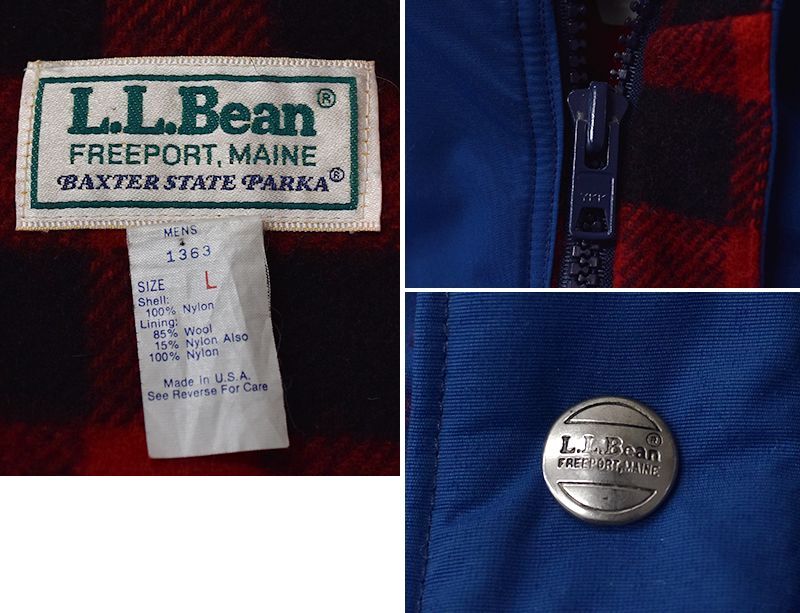 L.L.Bean®
FREEPORT, MAINE
BAXTER STATE PARKA®
MENS
1363
SIZE L
Shell:
100% Nylon
Lining:
85% Wool
15% Nylon Also
100% Nylon
Made in U.S.A.
See Reverse For Care
YKK
L.L.Bean®
FREEPORT, MAINE